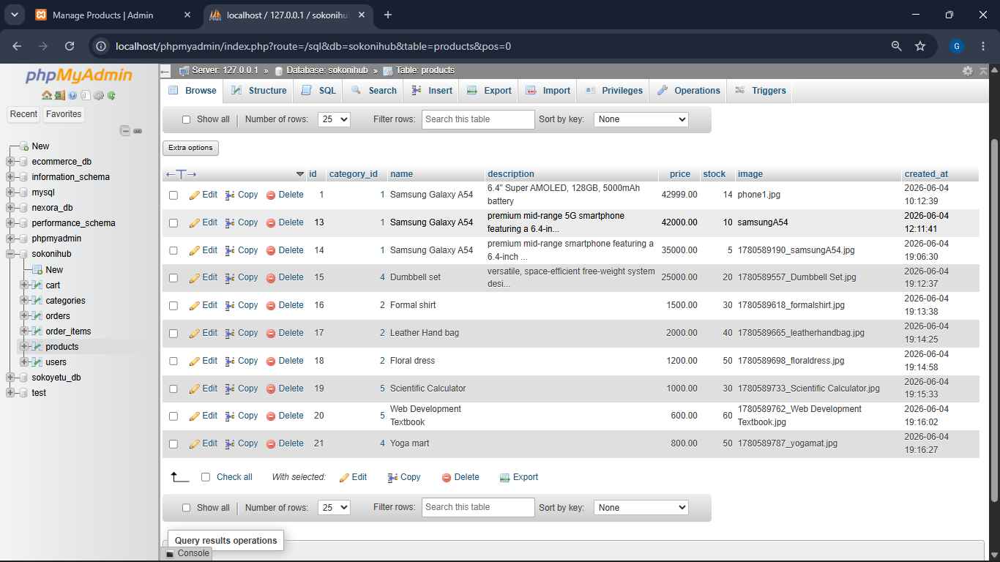 Manage Products | Admin
localhost / 127.0.0.1 / sokonihu
localhost/phpmyadmin/index.php?route=/sql&db=sokonihub&table=products&pos=0
G
phpMyAdmin
Recent Favorites
New
ecommerce_db
information_schema
mysql
nexora_db
performance_schema
phpmyadmin
sokonihub
New
cart
categories
orders
order_items
products
users
sokoyetu_db
test
Server: 127.0.0.1 » Database: sokonihub » Table: products
Browse Structure SQL Search Insert Export Import Privileges Operations Triggers
Show all Number of rows: 25 Filter rows: Search this table Sort by key: None
Extra options
←T→ id category_id name description price stock image created_at
Edit Copy Delete 1 1 Samsung Galaxy A54 6.4" Super AMOLED, 128GB, 5000mAh battery 42999.00 14 phone1.jpg 2026-06-04 10:12:39
Edit Copy Delete 13 1 Samsung Galaxy A54 premium mid-range 5G smartphone featuring a 6.4-in... 42000.00 10 samsungA54 2026-06-04 12:11:41
Edit Copy Delete 14 1 Samsung Galaxy A54 premium mid-range smartphone featuring a 6.4-inch ... 35000.00 5 1780589190_samsungA54.jpg 2026-06-04 19:06:30
Edit Copy Delete 15 4 Dumbbell set versatile, space-efficient free-weight system desi... 25000.00 20 1780589557_Dumbbell Set.jpg 2026-06-04 19:12:37
Edit Copy Delete 16 2 Formal shirt 1500.00 30 1780589618_formalshirt.jpg 2026-06-04 19:13:38
Edit Copy Delete 17 2 Leather Hand bag 2000.00 40 1780589665_leatherhandbag.jpg 2026-06-04 19:14:25
Edit Copy Delete 18 2 Floral dress 1200.00 50 1780589698_floraldress.jpg 2026-06-04 19:14:58
Edit Copy Delete 19 5 Scientific Calculator 1000.00 30 1780589733_Scientific Calculator.jpg 2026-06-04 19:15:33
Edit Copy Delete 20 5 Web Development Textbook 600.00 60 1780589762_Web Development Textbook.jpg 2026-06-04 19:16:02
Edit Copy Delete 21 4 Yoga mart 800.00 50 1780589787_yogamat.jpg 2026-06-04 19:16:27
Check all With selected: Edit Copy Delete Export
Show all Number of rows: 25 Filter rows: Search this table Sort by key: None
Query results operations
Console